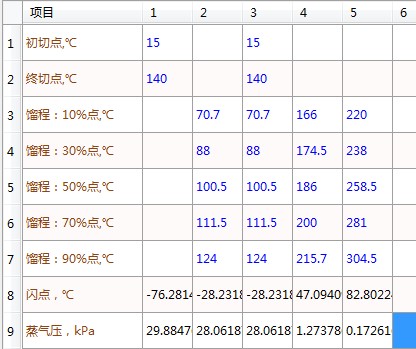 项目 1 2 3 4 5 6
1 初切点,℃ 15 15
2 终切点,℃ 140 140
3 馏程：10%点,℃ 70.7 70.7 166 220
4 馏程：30%点,℃ 88 88 174.5 238
5 馏程：50%点,℃ 100.5 100.5 186 258.5
6 馏程：70%点,℃ 111.5 111.5 200 281
7 馏程：90%点,℃ 124 124 215.7 304.5
8 闪点，℃ -76.2814 -28.2318 -28.2318 47.0940 82.8022
9 蒸气压，kPa 29.8847 28.0618 28.0618 1.27378 0.17261